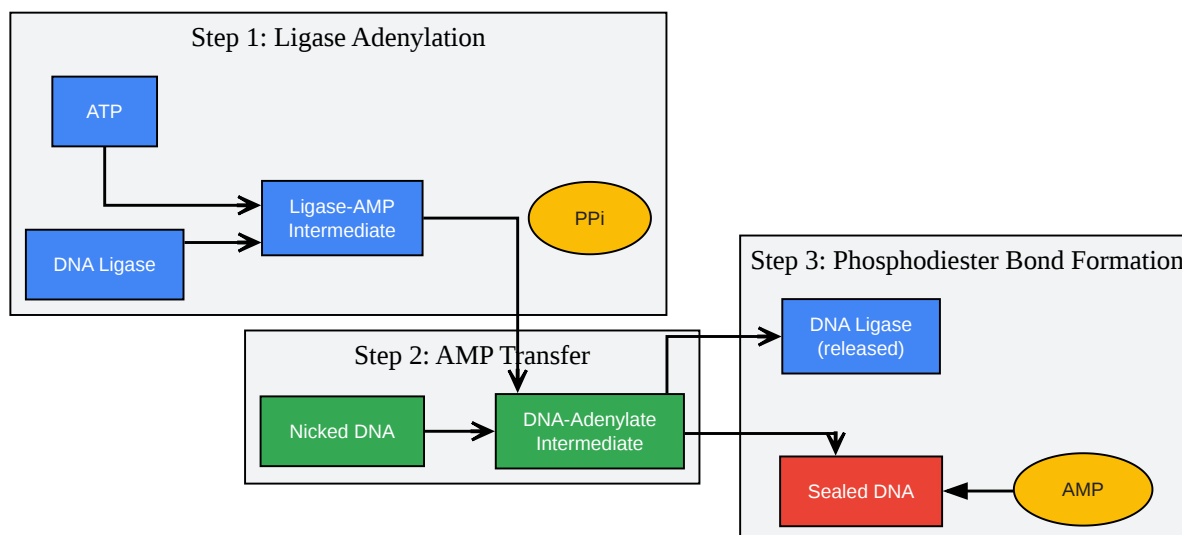 Step 1: Ligase Adenylation
ATP
Ligase-AMP
Intermediate
PPi
DNA Ligase
Step 2: AMP Transfer
Nicked DNA
DNA-Adenylate
Intermediate
Step 3: Phosphodiester Bond Formation
DNA Ligase
(released)
Sealed DNA
AMP